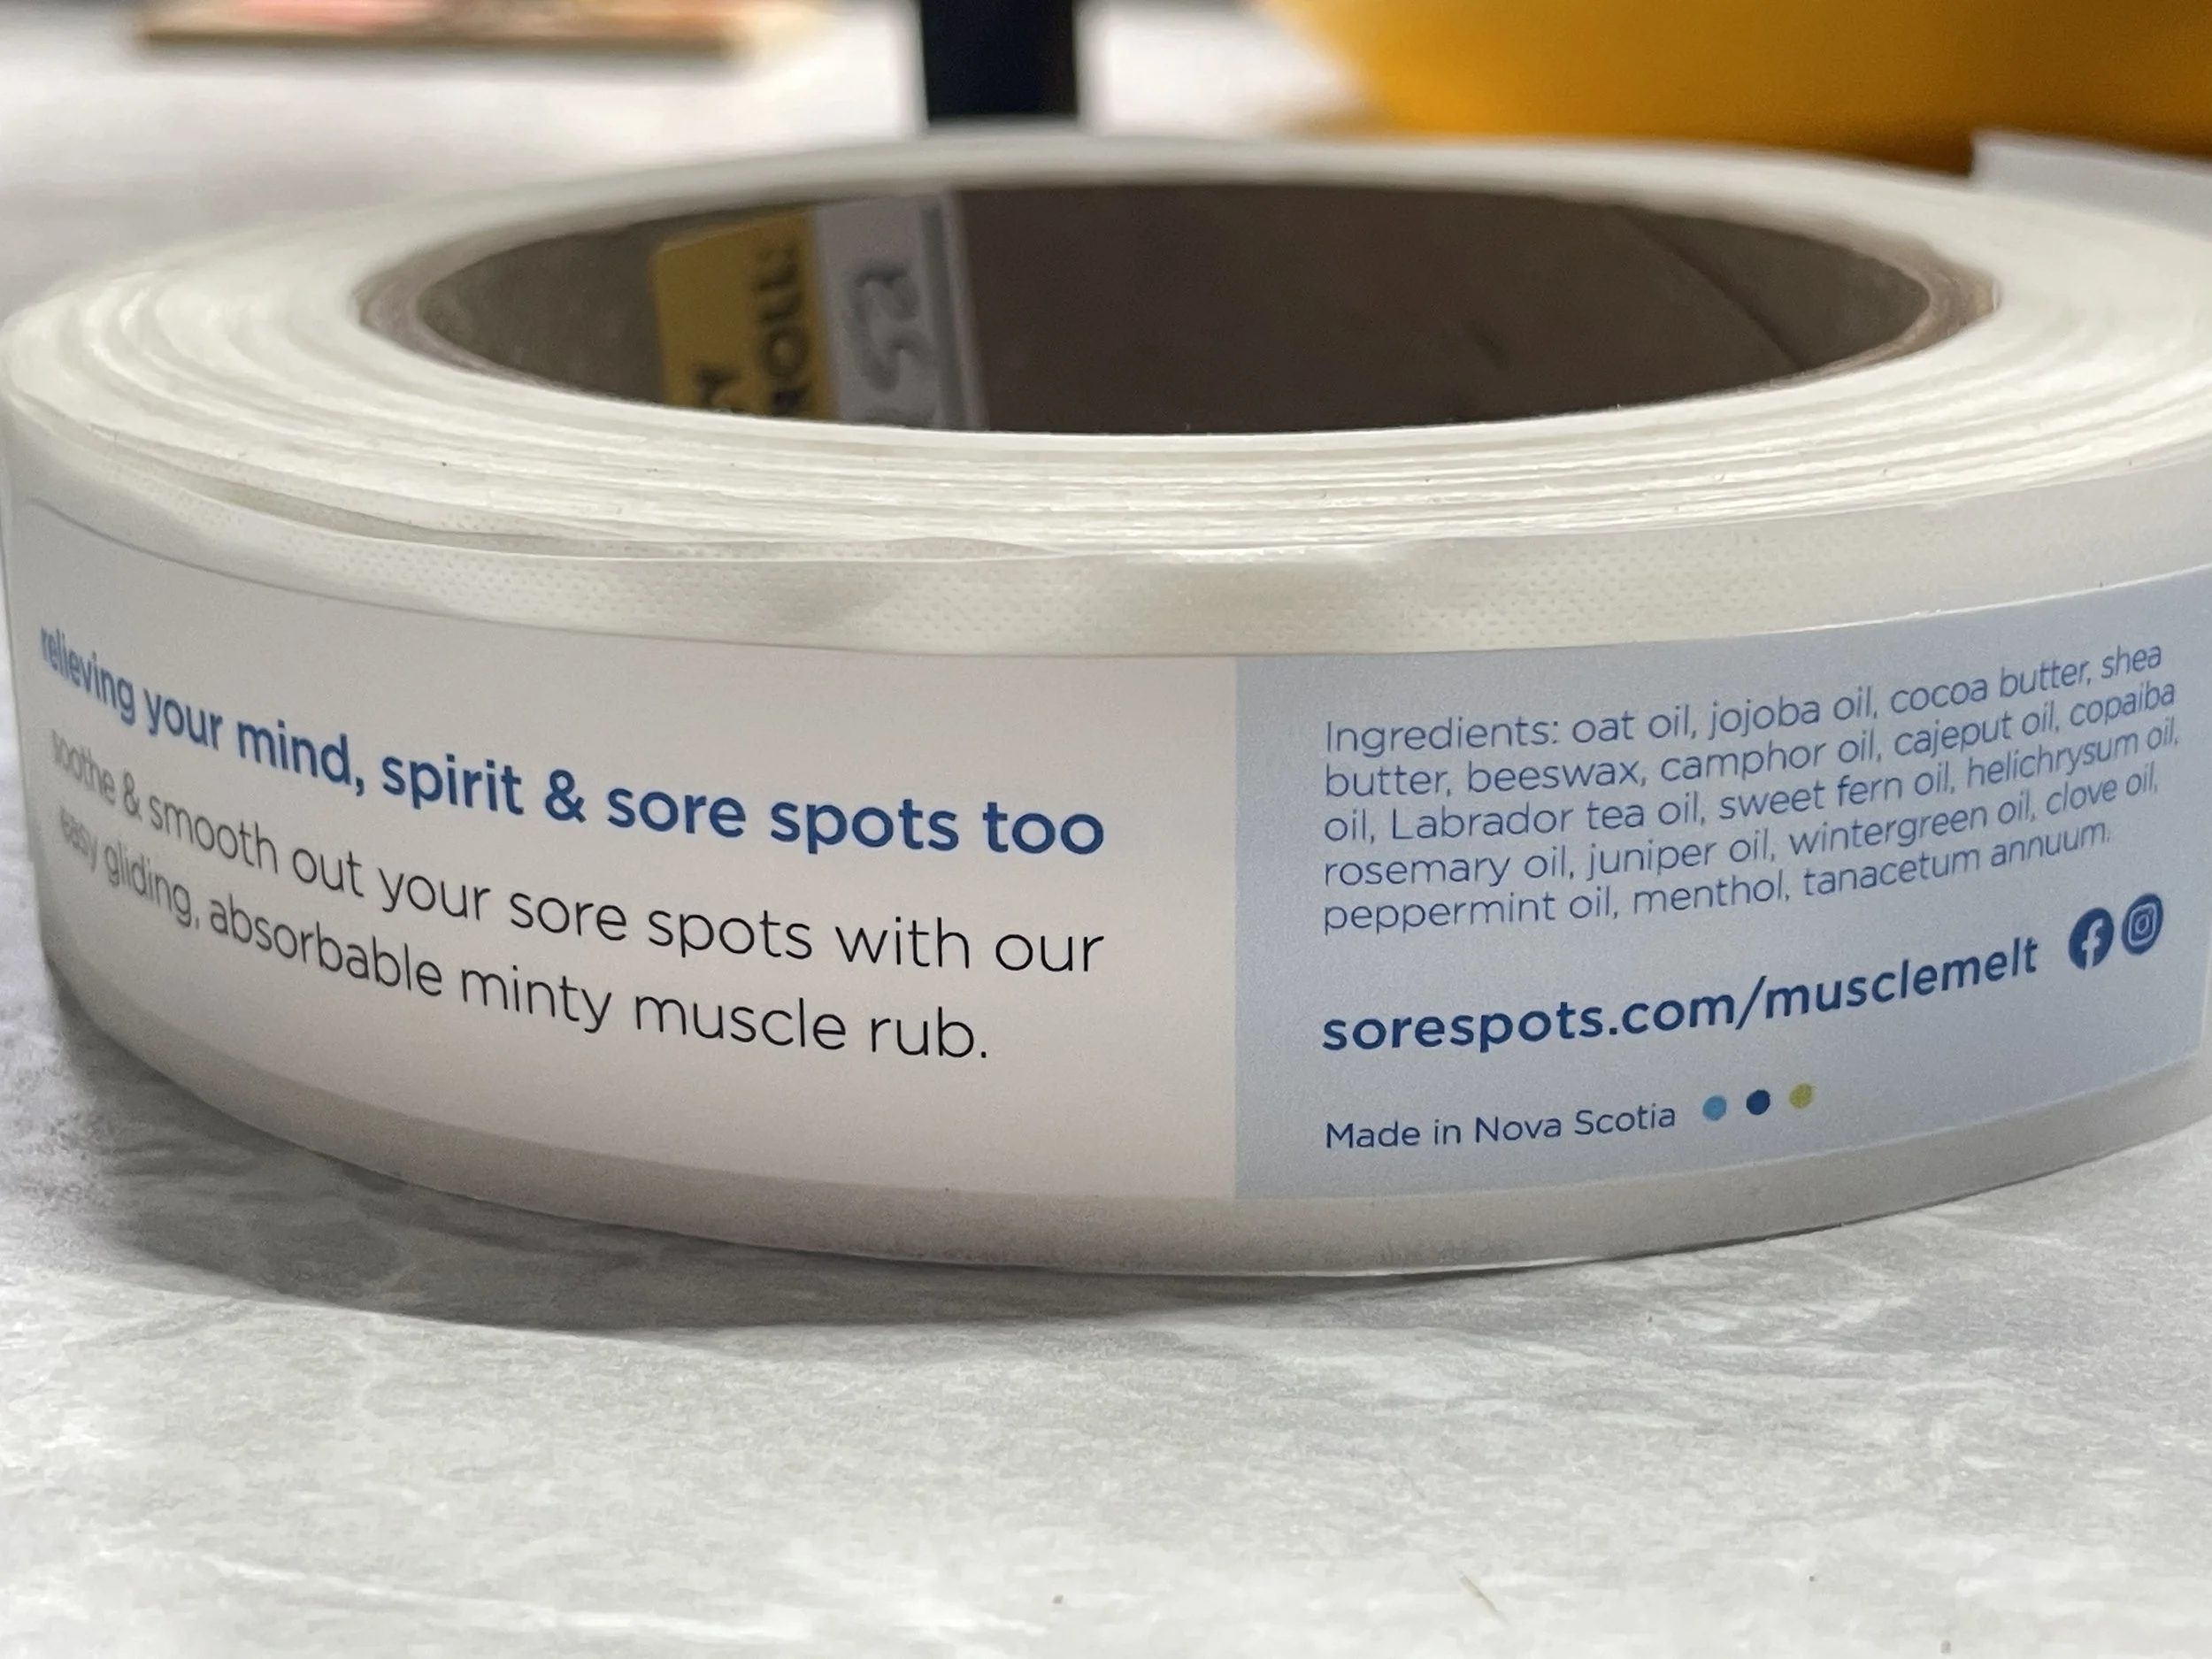 relieving your mind, spirit & sore spots too
soothe & smooth out your sore spots with our
easy gliding, absorbable minty muscle rub.
Ingredients: oat oil, jojoba oil, cocoa butter, shea
butter, beeswax, camphor oil, cajeput oil, copaiba
oil, Labrador tea oil, sweet fern oil, helichrysum oil,
rosemary oil, juniper oil, wintergreen oil, clove oil,
peppermint oil, menthol, tanacetum annuum.
sorespots.com/musclemelt
Made in Nova Scotia